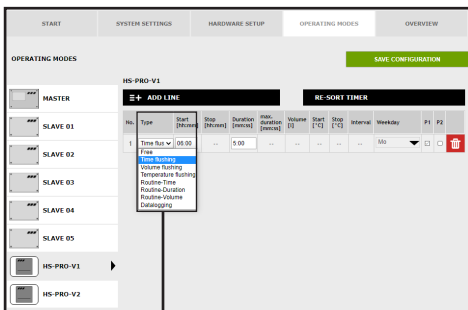 START SYSTEM SETTINGS HARDWARE SETUP OPERATING MODES OVERVIEW
OPERATING MODES SAVE CONFIGURATION
HS-PRO-V1
MASTER
ADD LINE RE-SORT TIMER
SLAVE 01
No. Type Start [hh:mm] Stop [hh:mm] Duration [mm:ss] max. duration [mm:ss] Volume [l] Start [°C] Stop [°C] Interval Weekday P1 P2
1 Time flus 06:00 -- 5:00 -- -- -- -- -- Mo
Free
Time flushing
Volume flushing
Temperature flushing
Routine-Time
Routine-Duration
Routine-Volume
Datalogging
SLAVE 02
SLAVE 03
SLAVE 04
SLAVE 05
HS-PRO-V1
HS-PRO-V2